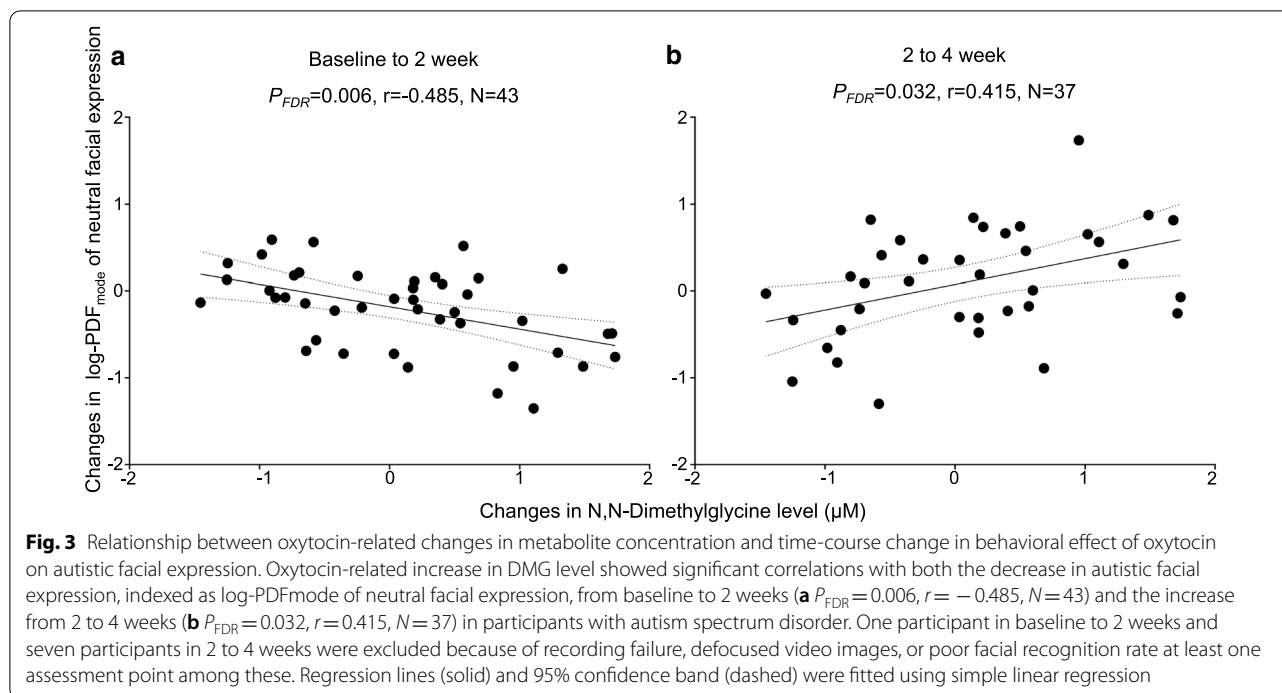 a
Baseline to 2 week
P_FDR=0.006, r=-0.485, N=43
b
2 to 4 week
P_FDR=0.032, r=0.415, N=37
Changes in log-PDF_mode of neutral facial expression
2
1
0
-1
-2
-2 -1 0 1 2
2
1
0
-1
-2
-2 -1 0 1 2
Changes in N,N-Dimethylglycine level (µM)
Fig. 3 Relationship between oxytocin-related changes in metabolite concentration and time-course change in behavioral effect of oxytocin
on autistic facial expression. Oxytocin-related increase in DMG level showed significant correlations with both the decrease in autistic facial
expression, indexed as log-PDFmode of neutral facial expression, from baseline to 2 weeks (a P_FDR = 0.006, r = − 0.485, N = 43) and the increase
from 2 to 4 weeks (b P_FDR = 0.032, r = 0.415, N = 37) in participants with autism spectrum disorder. One participant in baseline to 2 weeks and
seven participants in 2 to 4 weeks were excluded because of recording failure, defocused video images, or poor facial recognition rate at least one
assessment point among these. Regression lines (solid) and 95% confidence band (dashed) were fitted using simple linear regression